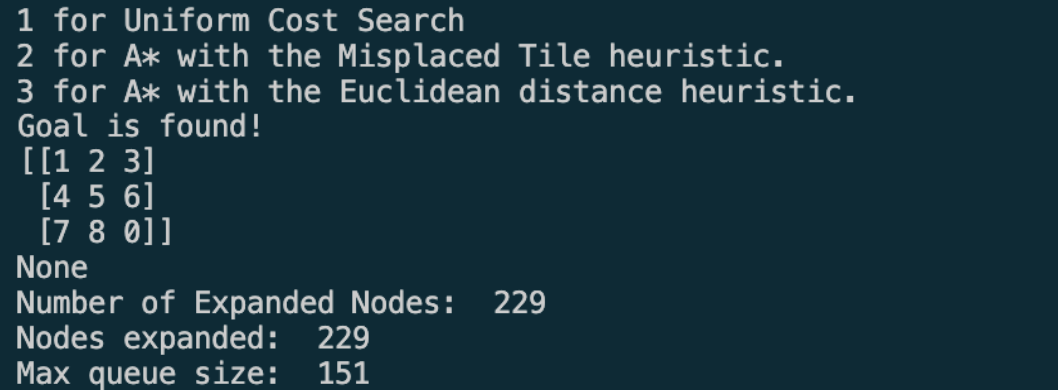 1 for Uniform Cost Search
2 for A* with the Misplaced Tile heuristic.
3 for A* with the Euclidean distance heuristic.
Goal is found!
[[1 2 3]
 [4 5 6]
 [7 8 0]]
None
Number of Expanded Nodes:  229
Nodes expanded:  229
Max queue size:  151